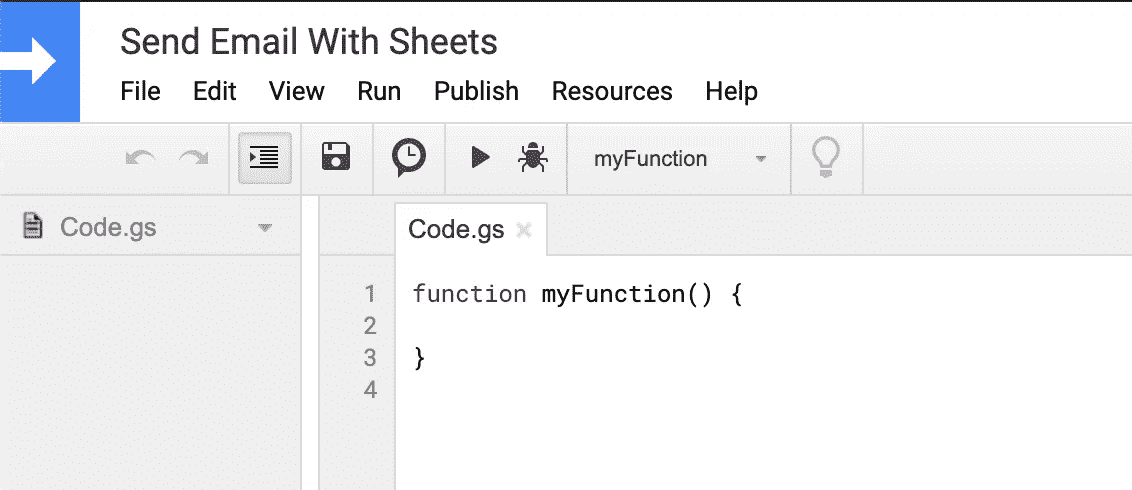 Send Email With Sheets
File Edit View Run Publish Resources Help
myFunction
Code.gs
Code.gs
1 function myFunction() {
2
3 }
4